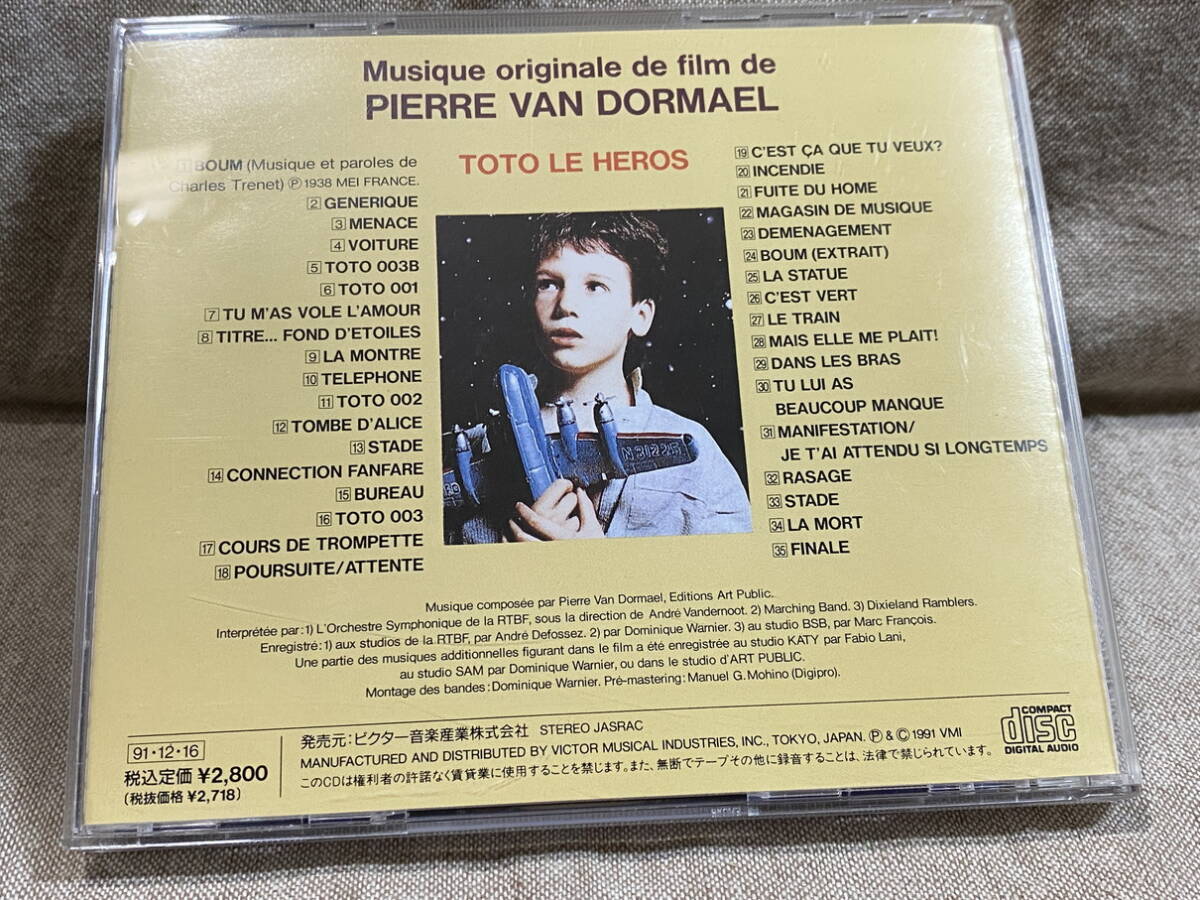 Musique originale de film de
PIERRE VAN DORMAEL
TOTO LE HEROS
1 BOUM (Musique et paroles de
Charles Trenet) Ⓟ 1938 MEI FRANCE.
2 GENERIQUE
3 MENACE
4 VOITURE
5 TOTO 003B
6 TOTO 001
7 TU M'AS VOLE L'AMOUR
8 TITRE... FOND D'ETOILES
9 LA MONTRE
10 TELEPHONE
11 TOTO 002
12 TOMBE D'ALICE
13 STADE
14 CONNECTION FANFARE
15 BUREAU
16 TOTO 003
17 COURS DE TROMPETTE
18 POURSUITE/ATTENTE
19 C'EST ÇA QUE TU VEUX?
20 INCENDIE
21 FUITE DU HOME
22 MAGASIN DE MUSIQUE
23 DEMENAGEMENT
24 BOUM (EXTRAIT)
25 LA STATUE
26 C'EST VERT
27 LE TRAIN
28 MAIS ELLE ME PLAIT!
29 DANS LES BRAS
30 TU LUI AS
BEAUCOUP MANQUE
31 MANIFESTATION/
JE T'AI ATTENDU SI LONGTEMPS
32 RASAGE
33 STADE
34 LA MORT
35 FINALE
N31225
Musique composée par Pierre Van Dormael, Editions Art Public.
Interprétée par: 1) L'Orchestre Symphonique de la RTBF, sous la direction de André Vandernoot. 2) Marching Band. 3) Dixieland Ramblers.
Enregistré: 1) aux studios de la RTBF, par André Defossez. 2) par Dominique Warnier. 3) au studio BSB, par Marc François.
Une partie des musiques additionnelles figurant dans le film a été enregistrée au studio KATY par Fabio Lani,
au studio SAM par Dominique Warnier, ou dans le studio d'ART PUBLIC.
Montage des bandes: Dominique Warnier. Pré-mastering: Manuel G. Mohino (Digipro).
91・12・16
税込定価 ¥2,800
(税抜価格 ¥2,718)
発売元:ビクター音楽産業株式会社 STEREO JASRAC
MANUFACTURED AND DISTRIBUTED BY VICTOR MUSICAL INDUSTRIES, INC., TOKYO, JAPAN. Ⓟ & © 1991 VMI
このCDは権利者の許諾なく賃貸業に使用することを禁じます。また、無断でテープその他に録音することは、法律で禁じられています。
COMPACT
disc
DIGITAL AUDIO